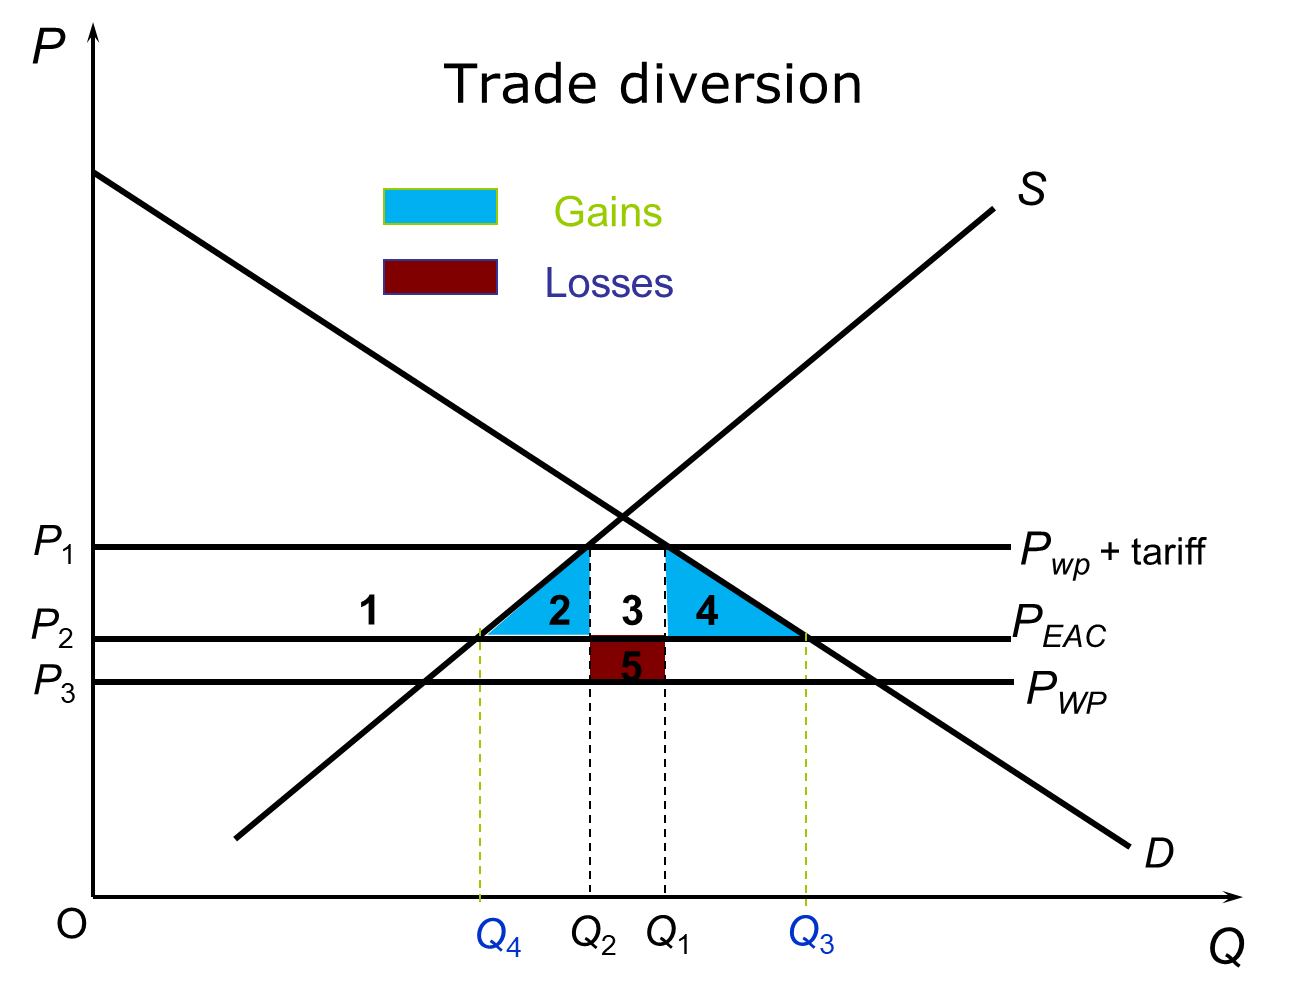 P
Trade diversion
S
Gains
Losses
P1
Pwp + tariff
1
2
3
4
P2
PEAC
5
P3
PWP
D
O
Q4
Q2
Q1
Q3
Q